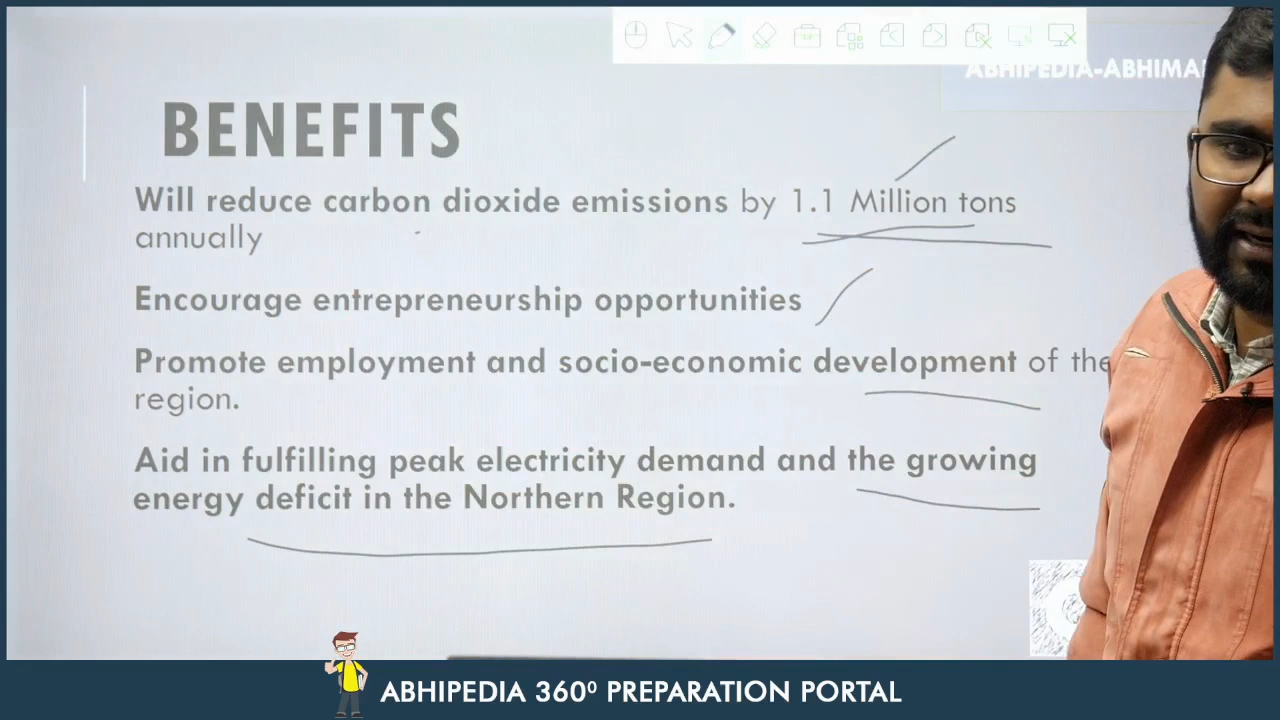 ABHIPEDIA-ABHIMA
BENEFITS
Will reduce carbon dioxide emissions by 1.1 Million tons
annually
Encourage entrepreneurship opportunities
Promote employment and socio-economic development of the
region.
Aid in fulfilling peak electricity demand and the growing
energy deficit in the Northern Region.
ABHIPEDIA 360⁰ PREPARATION PORTAL